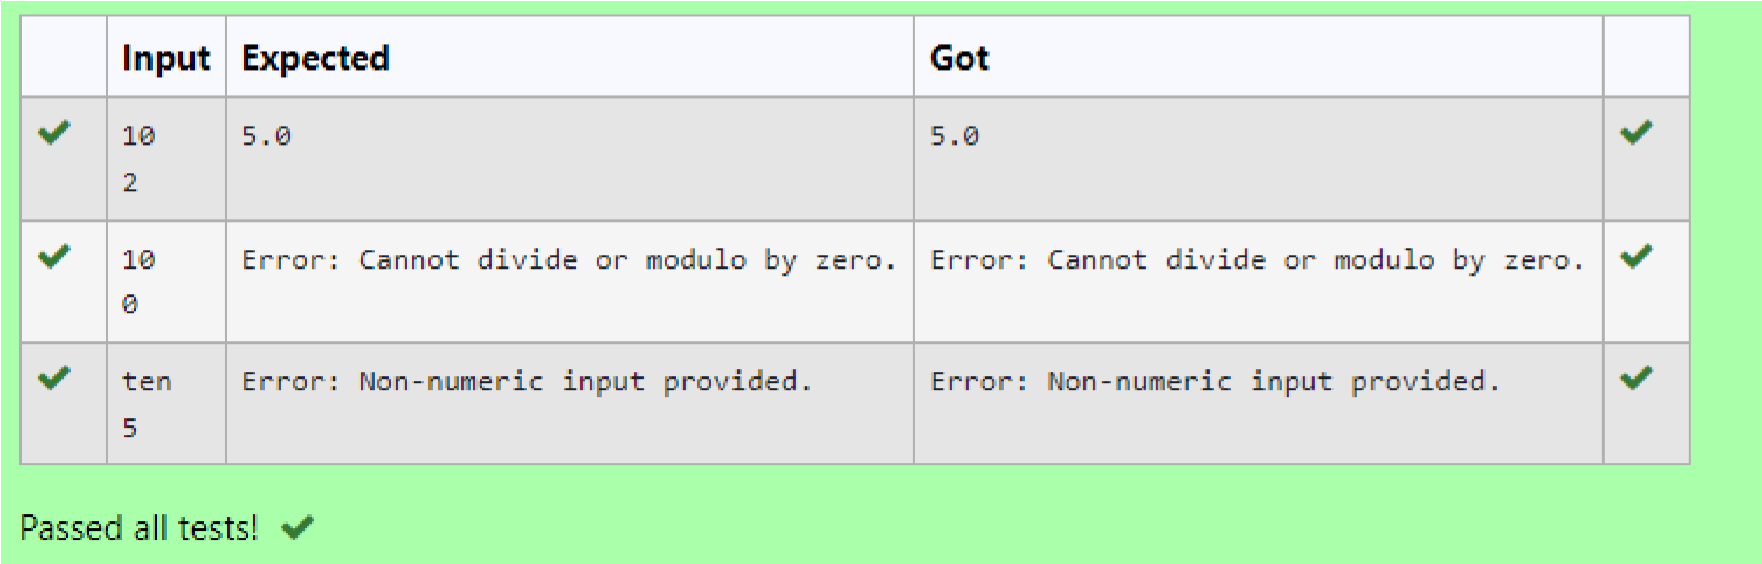 Input Expected Got
10 5.0 5.0
2
10 Error: Cannot divide or modulo by zero. Error: Cannot divide or modulo by zero.
0
ten Error: Non-numeric input provided. Error: Non-numeric input provided.
5
Passed all tests!